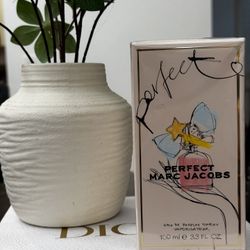 perfect
PERFECT
MARC JACOBS
EAU DE PARFUM SPRAY
VAPORISATEUR
100 ml e 3.3 FL OZ
DIO